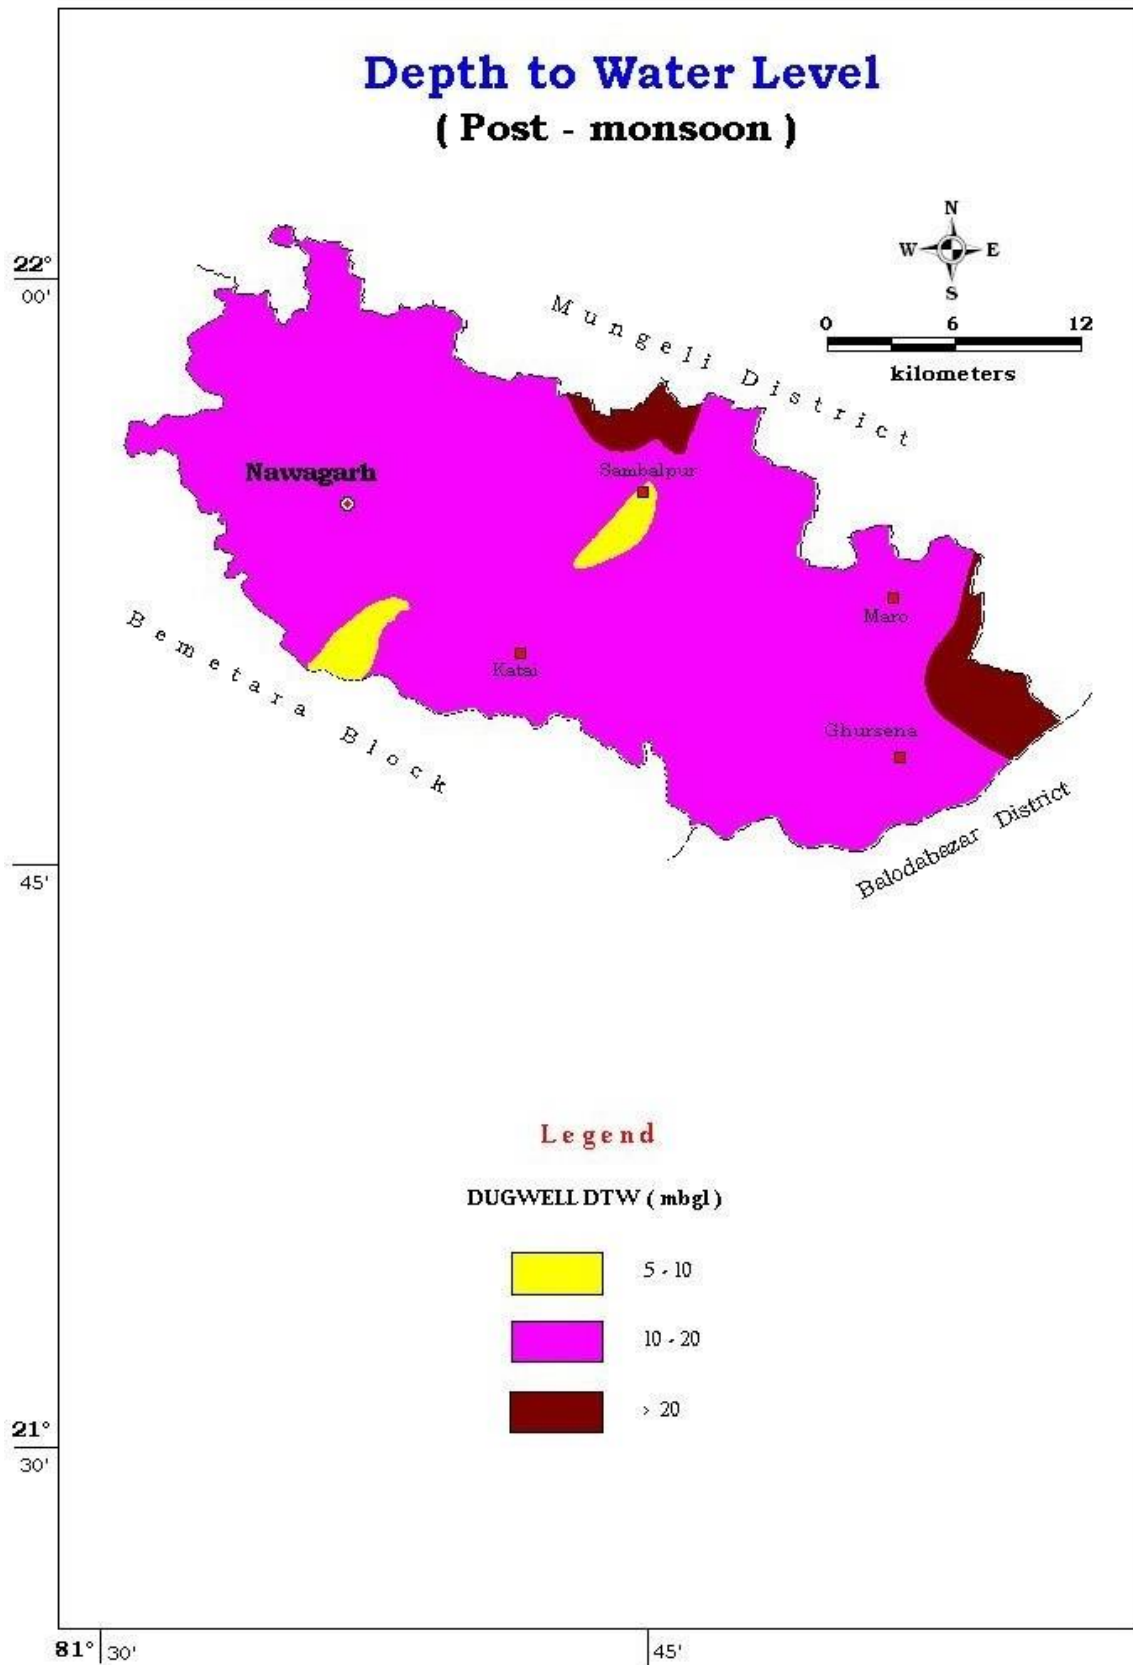 Depth to Water Level
( Post - monsoon )
N
W E
S
22°
00'
0 6 12
kilometers
Mungeli District
Nawagarh
Sambalpur
Maro
Bemetara Block
Katai
Ghursena
Balodabazar District
45'
Legend
DUGWELL DTW ( mbgl )
5 - 10
10 - 20
> 20
21°
30'
81° 30' 45'